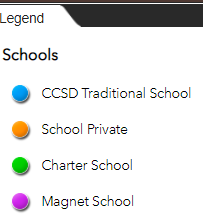 Legend
Schools
CCSD Traditional School
School Private
Charter School
Magnet School